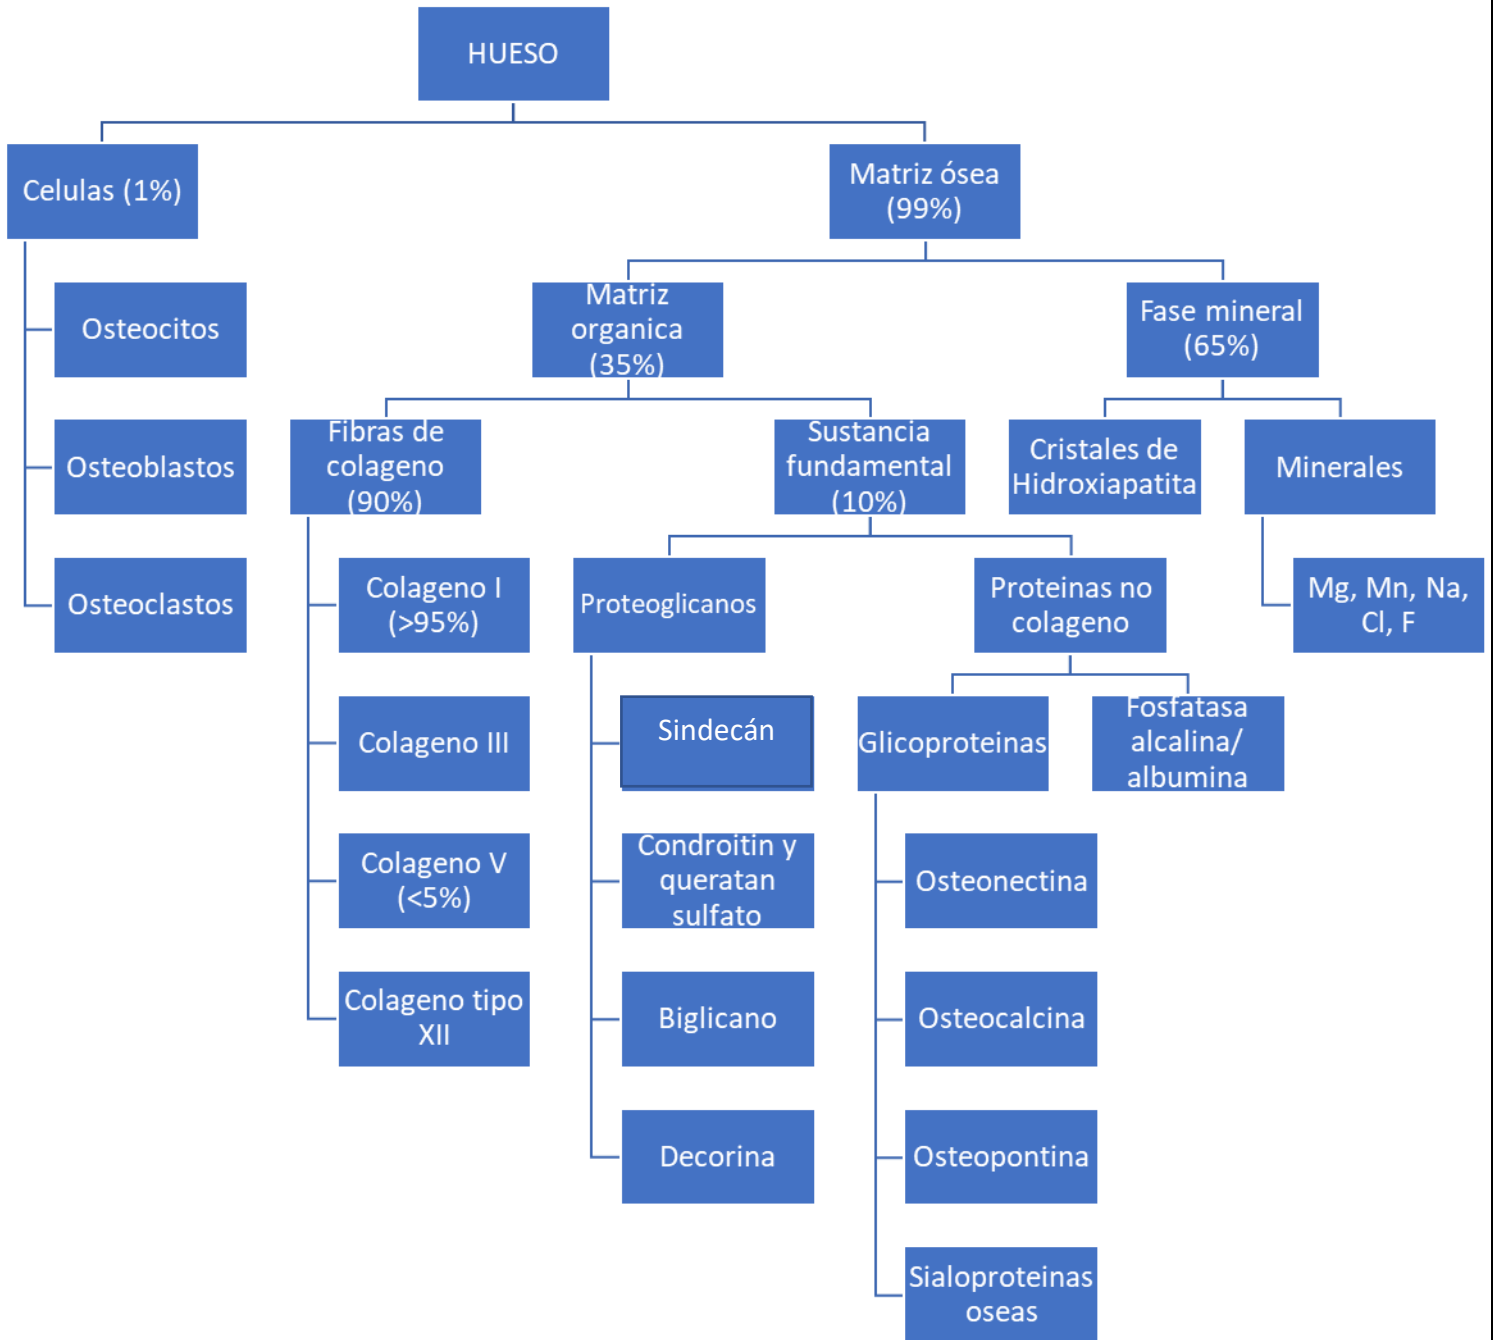 HUESO
Celulas (1%)
Matriz ósea
(99%)
Osteocitos
Osteoblastos
Osteoclastos
Matriz
organica
(35%)
Fase mineral
(65%)
Fibras de
colageno
(90%)
Sustancia
fundamental
(10%)
Cristales de
Hidroxiapatita
Minerales
Colageno I
(>95%)
Colageno III
Colageno V
(<5%)
Colageno tipo
XII
Proteoglicanos
Sindecán
Condroitin y
queratan
sulfato
Biglicano
Decorina
Proteinas no
colageno
Glicoproteinas
Fosfatasa
alcalina/
albumina
Osteonectina
Osteocalcina
Osteopontina
Sialoproteinas
oseas
Mg, Mn, Na,
Cl, F